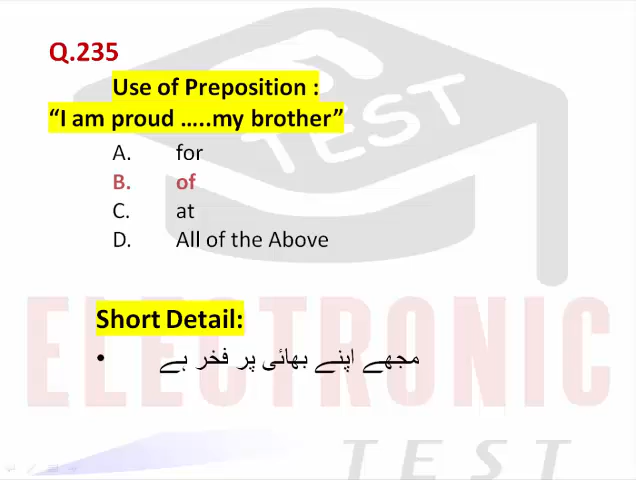 Q.235
Use of Preposition :
“I am proud …..my brother”
A. for
B. of
C. at
D. All of the Above
Short Detail:
• مجھے اپنے بھائی پر فخر ہے
TEST
ELECTRONIC
TEST